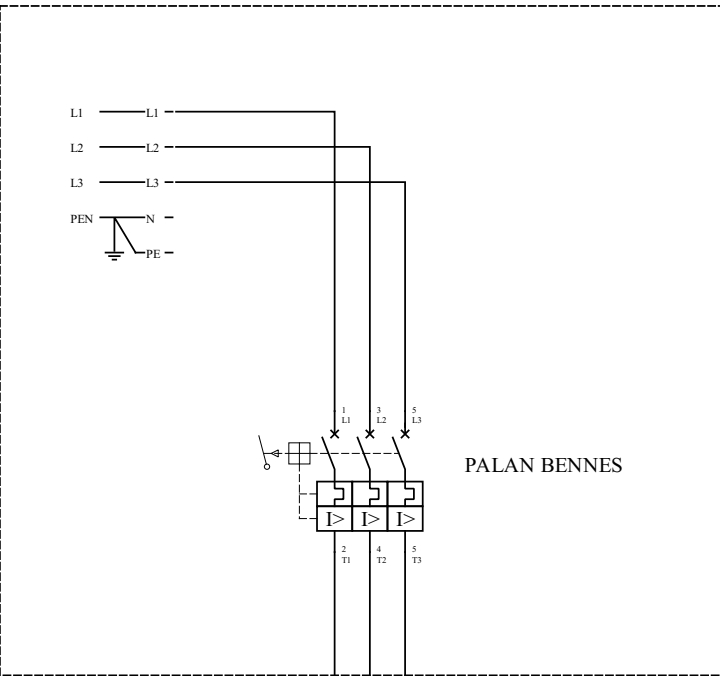 L1 L1
L2 L2
L3 L3
PEN N
PE
1 3 5
L1 L2 L3
PALAN BENNES
I> I> I>
2 4 5
T1 T2 T3